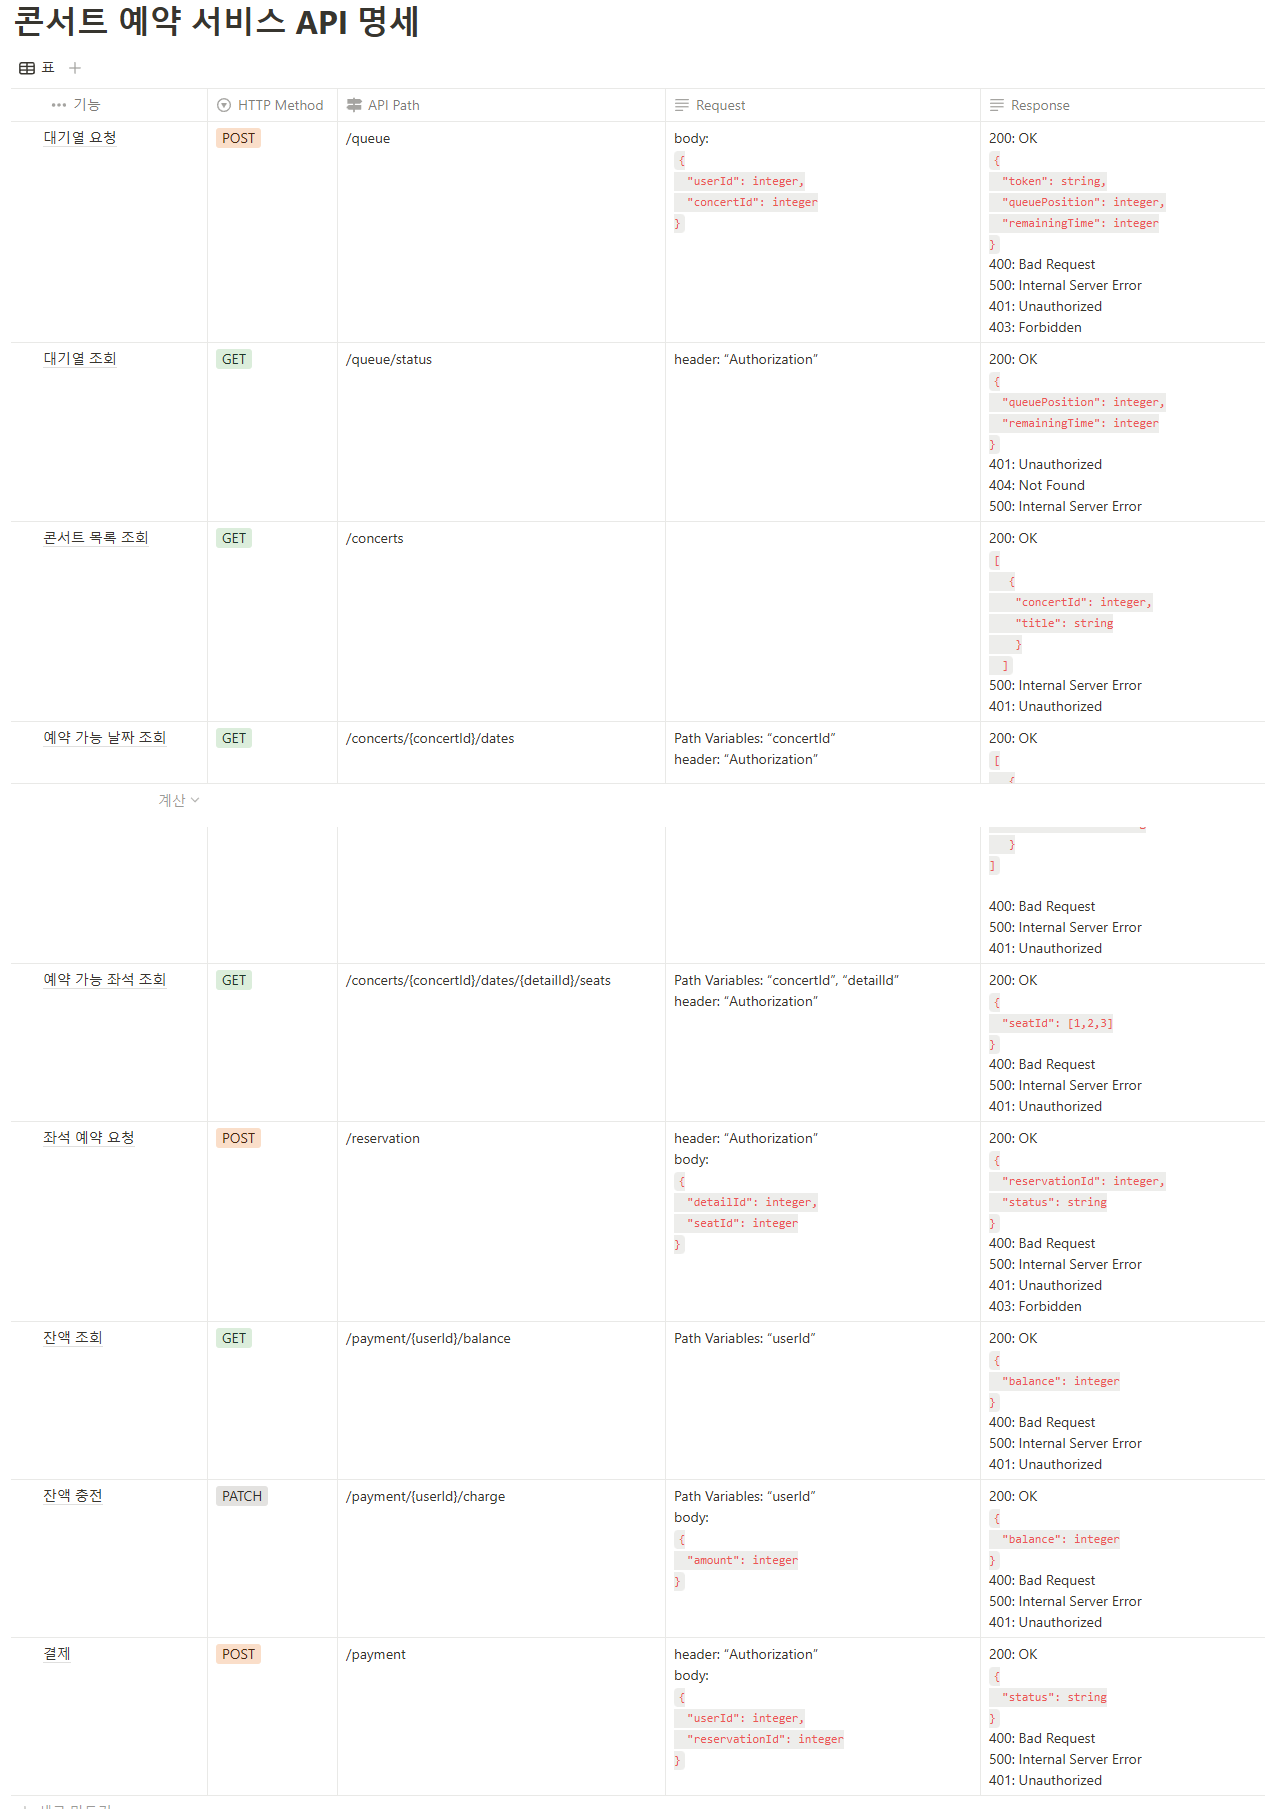 콘서트 예약 서비스 API 명세
표
기능 HTTP Method API Path Request Response
대기열 요청 POST /queue body: 200: OK
{ {
"userId": integer, "token": string,
"concertId": integer "queuePosition": integer,
} "remainingTime": integer
}
400: Bad Request
500: Internal Server Error
401: Unauthorized
403: Forbidden
대기열 조회 GET /queue/status header: “Authorization” 200: OK
{
"queuePosition": integer,
"remainingTime": integer
}
401: Unauthorized
404: Not Found
500: Internal Server Error
콘서트 목록 조회 GET /concerts 200: OK
[
{
"concertId": integer,
"title": string
}
]
500: Internal Server Error
401: Unauthorized
예약 가능 날짜 조회 GET /concerts/{concertId}/dates Path Variables: “concertId” 200: OK
header: “Authorization” [
{
계산
}
]
400: Bad Request
500: Internal Server Error
401: Unauthorized
예약 가능 좌석 조회 GET /concerts/{concertId}/dates/{detailId}/seats Path Variables: “concertId”, “detailId” 200: OK
header: “Authorization” {
"seatId": [1,2,3]
}
400: Bad Request
500: Internal Server Error
401: Unauthorized
좌석 예약 요청 POST /reservation header: “Authorization” 200: OK
body: {
{ "reservationId": integer,
"detailId": integer, "status": string
"seatId": integer }
} 400: Bad Request
500: Internal Server Error
401: Unauthorized
403: Forbidden
잔액 조회 GET /payment/{userId}/balance Path Variables: “userId” 200: OK
{
"balance": integer
}
400: Bad Request
500: Internal Server Error
401: Unauthorized
잔액 충전 PATCH /payment/{userId}/charge Path Variables: “userId” 200: OK
body: {
{ "balance": integer
"amount": integer }
} 400: Bad Request
500: Internal Server Error
401: Unauthorized
결제 POST /payment header: “Authorization” 200: OK
body: {
{ "status": string
"userId": integer, }
"reservationId": integer 400: Bad Request
} 500: Internal Server Error
401: Unauthorized